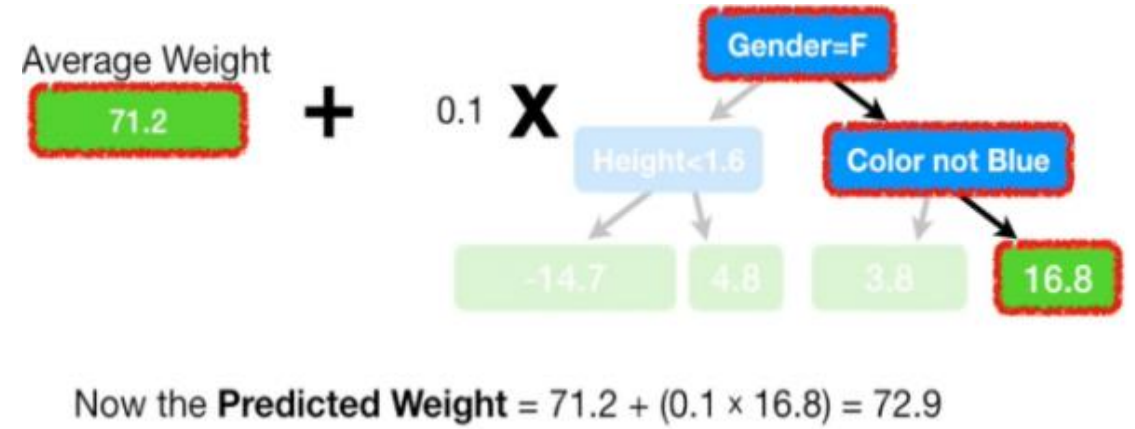 Gender=F
Average Weight
71.2
+ 0.1 X
Height<1.6
Color not Blue
-14.7
4.8
3.8
16.8
Now the Predicted Weight = 71.2 + (0.1 × 16.8) = 72.9